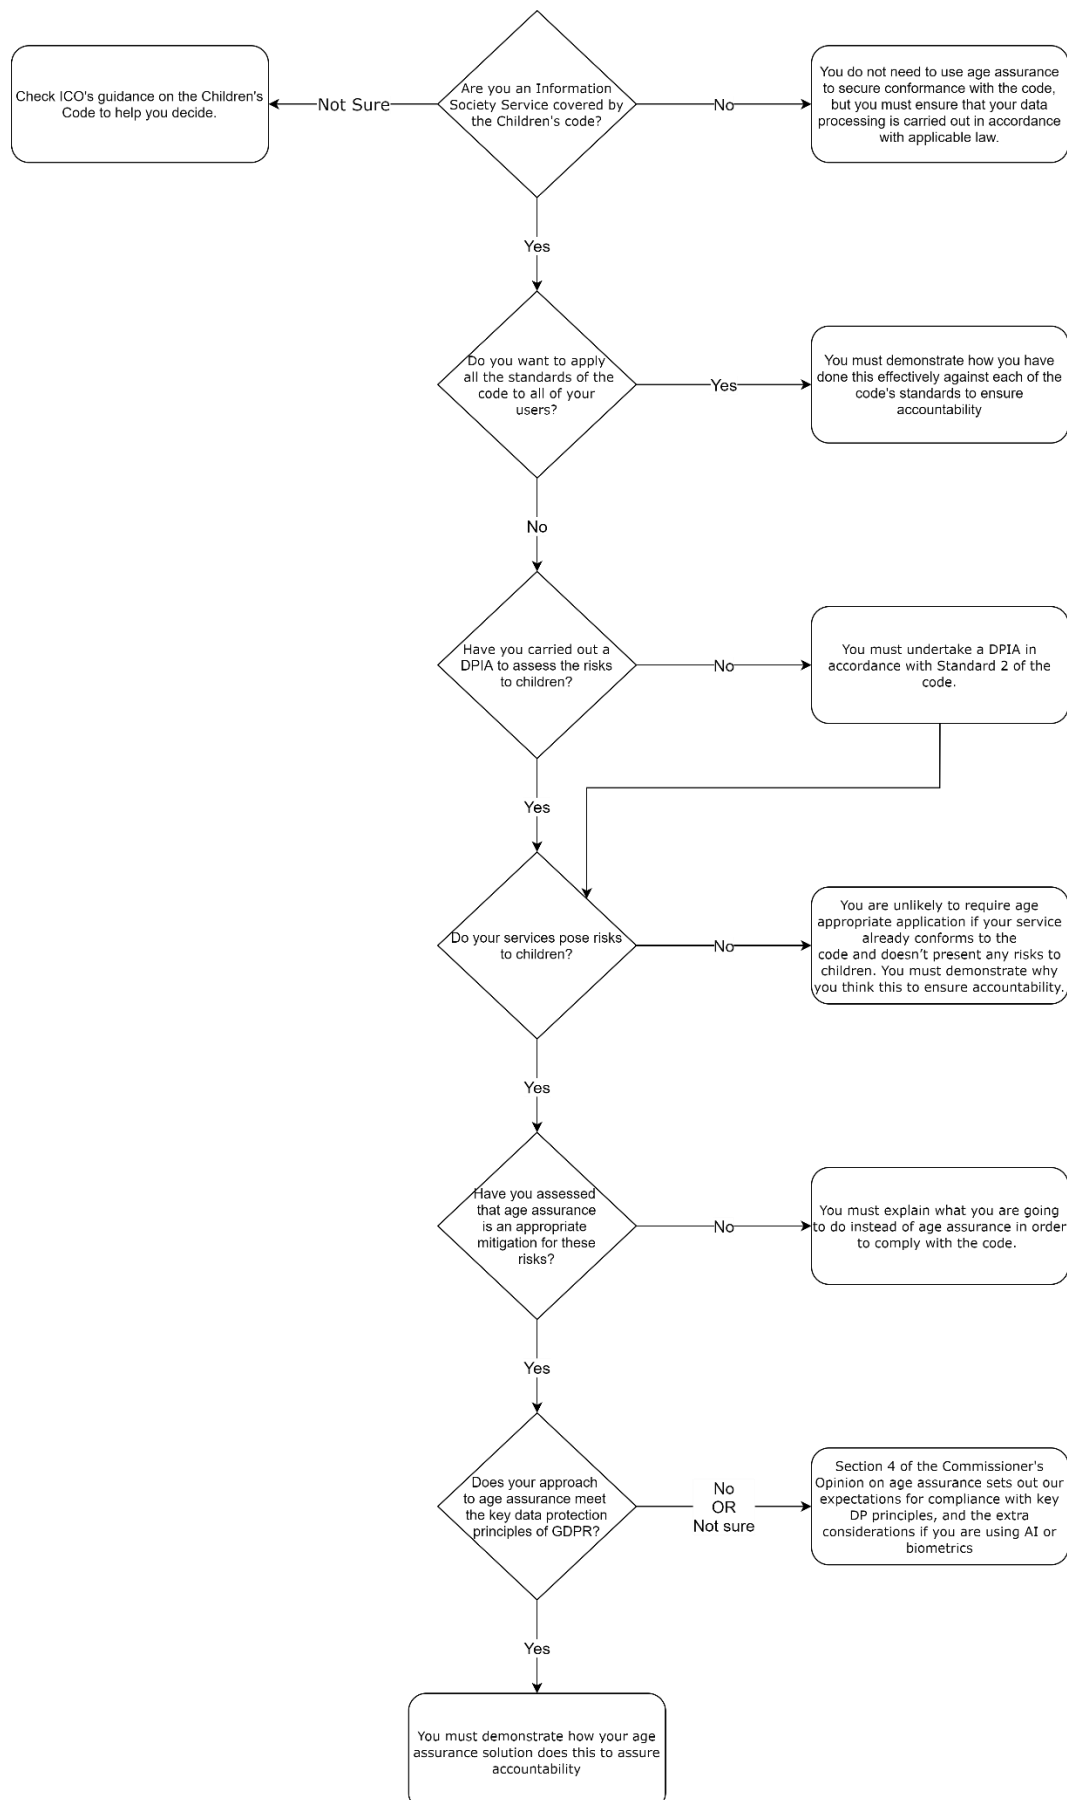 Are you an Information
Society Service covered by
the Children's code?
Not Sure
Check ICO's guidance on the Children's
Code to help you decide.
No
You do not need to use age assurance
to secure conformance with the code,
but you must ensure that your data
processing is carried out in accordance
with applicable law.
Yes
Do you want to apply
all the standards of the
code to all of your
users?
Yes
You must demonstrate how you have
done this effectively against each of the
code's standards to ensure
accountability
No
Have you carried out a
DPIA to assess the risks
to children?
No
You must undertake a DPIA in
accordance with Standard 2 of the
code.
Yes
Do your services pose risks
to children?
No
You are unlikely to require age
appropriate application if your service
already conforms to the
code and doesn't present any risks to
children. You must demonstrate why
you think this to ensure accountability.
Yes
Have you assessed
that age assurance
is an appropriate
mitigation for these
risks?
No
You must explain what you are going
to do instead of age assurance in order
to comply with the code.
Yes
Does your approach
to age assurance meet
the key data protection
principles of GDPR?
No
OR
Not sure
Section 4 of the Commissioner's
Opinion on age assurance sets out our
expectations for compliance with key
DP principles, and the extra
considerations if you are using AI or
biometrics
Yes
You must demonstrate how your age
assurance solution does this to assure
accountability